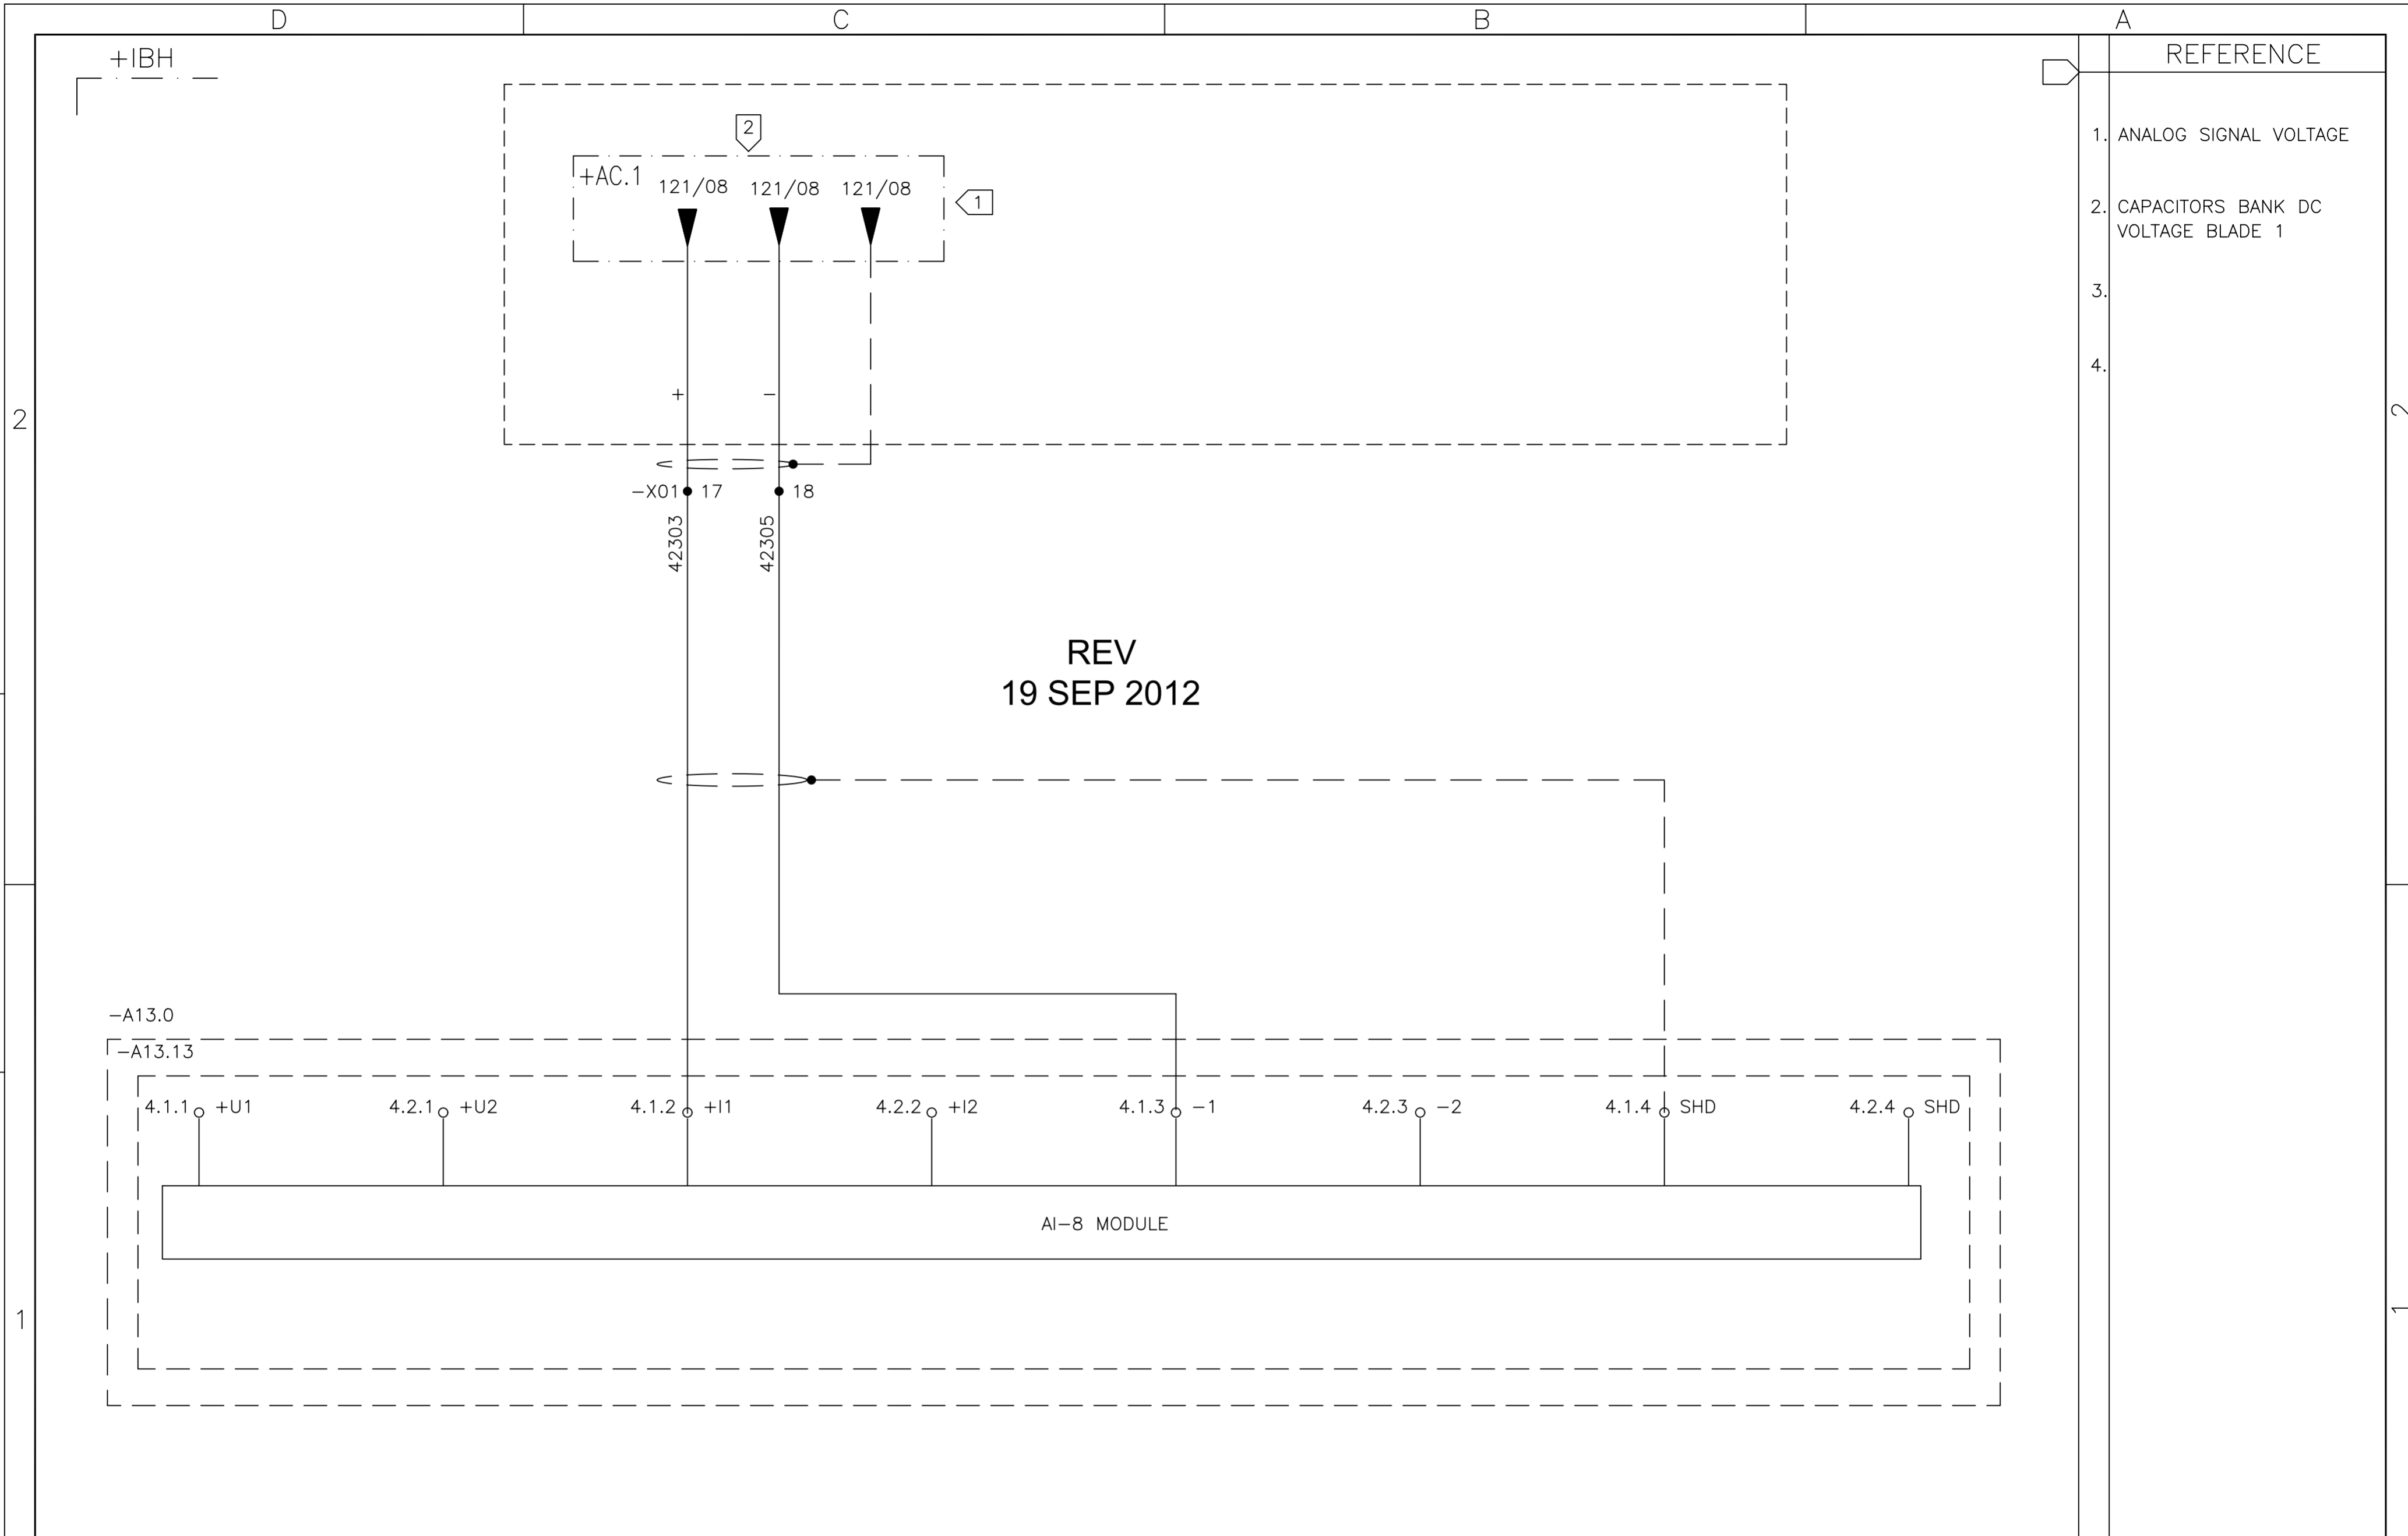 D C B A
+IBH
REFERENCE
2
1. ANALOG SIGNAL VOLTAGE
+AC.1 121/08 121/08 121/08
1
2. CAPACITORS BANK DC
VOLTAGE BLADE 1
3.
4.
+ -
2 2
-X01 17 18
42303 42305
REV
19 SEP 2012
-A13.0
-A13.13
4.1.1 +U1 4.2.1 +U2 4.1.2 +I1 4.2.2 +I2 4.1.3 -1 4.2.3 -2 4.1.4 SHD 4.2.4 SHD
AI-8 MODULE
1 1